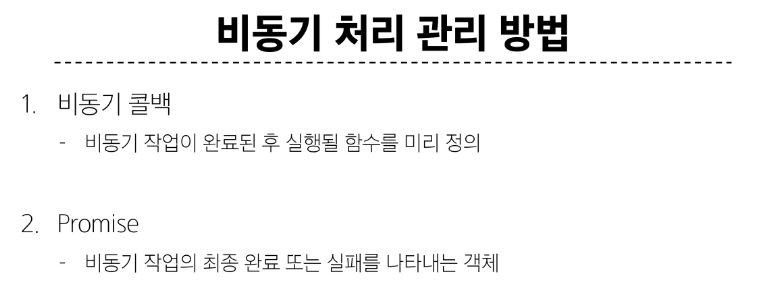 비동기 처리 관리 방법
1. 비동기 콜백
- 비동기 작업이 완료된 후 실행될 함수를 미리 정의
2. Promise
- 비동기 작업의 최종 완료 또는 실패를 나타내는 객체